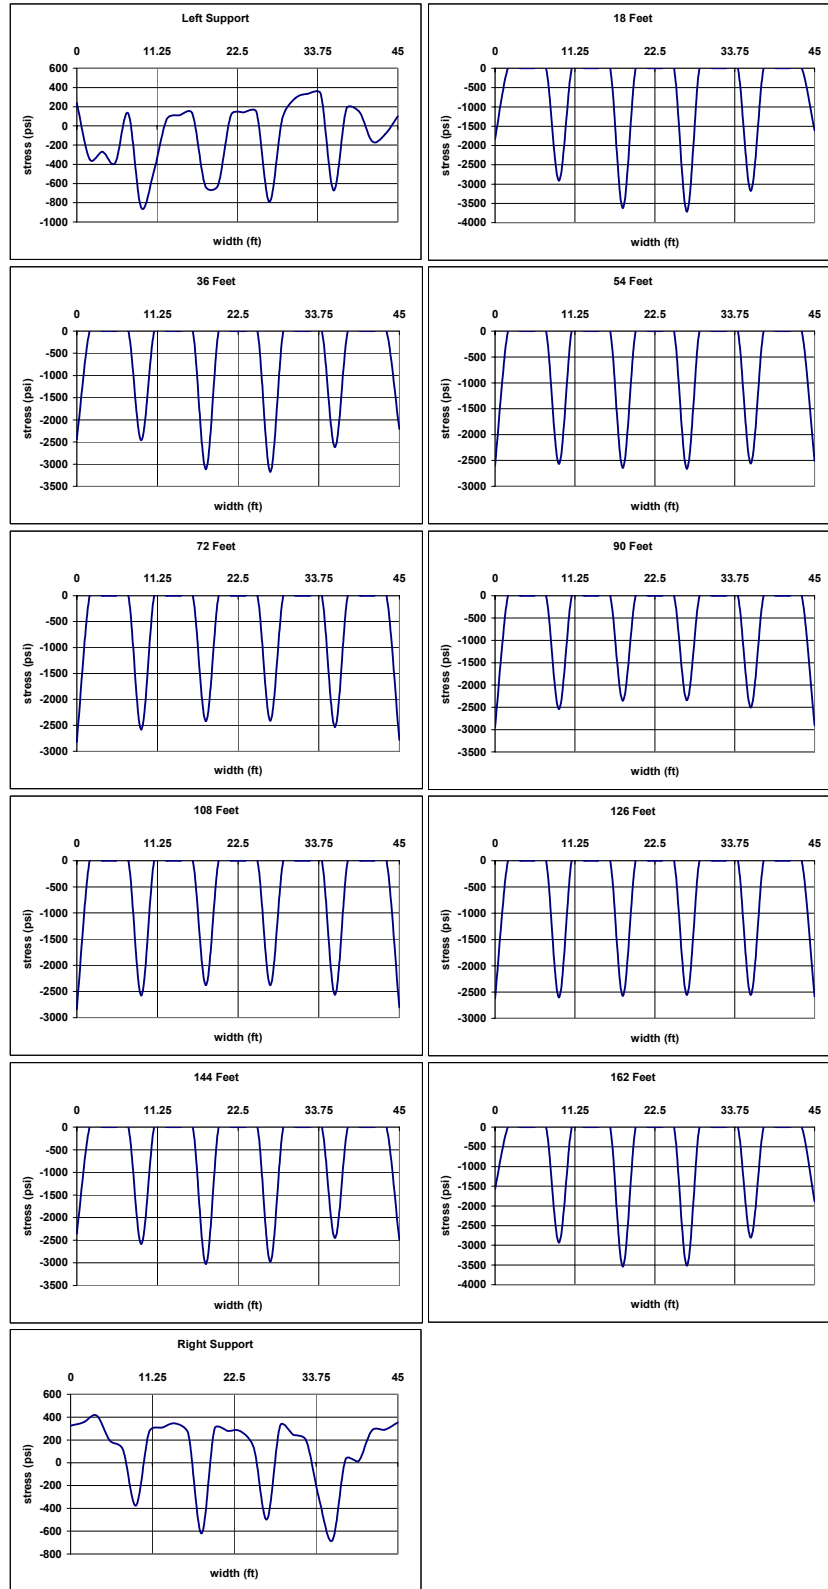 Left Support
0 11.25 22.5 33.75 45
600
400
200
0
-200
-400
-600
-800
-1000
stress (psi)
width (ft)
18 Feet
0 11.25 22.5 33.75 45
0
-500
-1000
-1500
-2000
-2500
-3000
-3500
-4000
stress (psi)
width (ft)
36 Feet
0 11.25 22.5 33.75 45
0
-500
-1000
-1500
-2000
-2500
-3000
-3500
stress (psi)
width (ft)
54 Feet
0 11.25 22.5 33.75 45
0
-500
-1000
-1500
-2000
-2500
-3000
stress (psi)
width (ft)
72 Feet
0 11.25 22.5 33.75 45
0
-500
-1000
-1500
-2000
-2500
-3000
stress (psi)
width (ft)
90 Feet
0 11.25 22.5 33.75 45
0
-500
-1000
-1500
-2000
-2500
-3000
-3500
stress (psi)
width (ft)
108 Feet
0 11.25 22.5 33.75 45
0
-500
-1000
-1500
-2000
-2500
-3000
stress (psi)
width (ft)
126 Feet
0 11.25 22.5 33.75 45
0
-500
-1000
-1500
-2000
-2500
-3000
stress (psi)
width (ft)
144 Feet
0 11.25 22.5 33.75 45
0
-500
-1000
-1500
-2000
-2500
-3000
-3500
stress (psi)
width (ft)
162 Feet
0 11.25 22.5 33.75 45
0
-500
-1000
-1500
-2000
-2500
-3000
-3500
-4000
stress (psi)
width (ft)
Right Support
0 11.25 22.5 33.75 45
600
400
200
0
-200
-400
-600
-800
stress (psi)
width (ft)